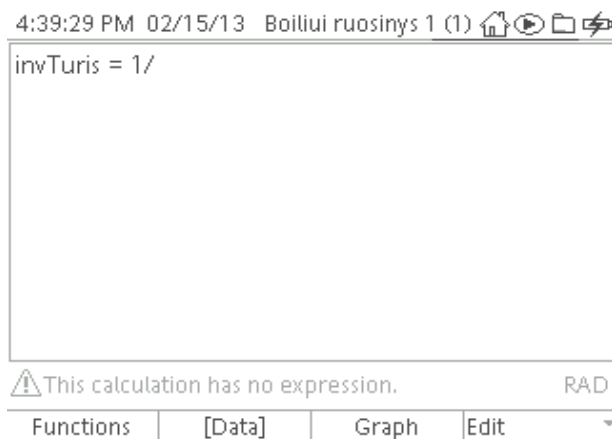 4:39:29 PM 02/15/13 Boiliui ruosinys 1 (1)
invTuris = 1/
This calculation has no expression. RAD
Functions [Data] Graph Edit